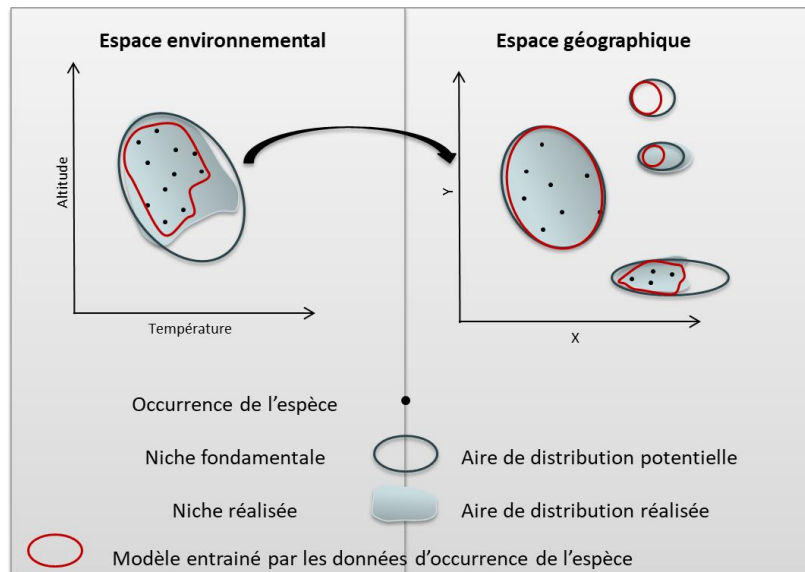 Espace environnemental
Espace géographique
Altitude
Température
Y
X
Occurrence de l'espèce
Niche fondamentale
Aire de distribution potentielle
Niche réalisée
Aire de distribution réalisée
Modèle entrainé par les données d'occurrence de l'espèce